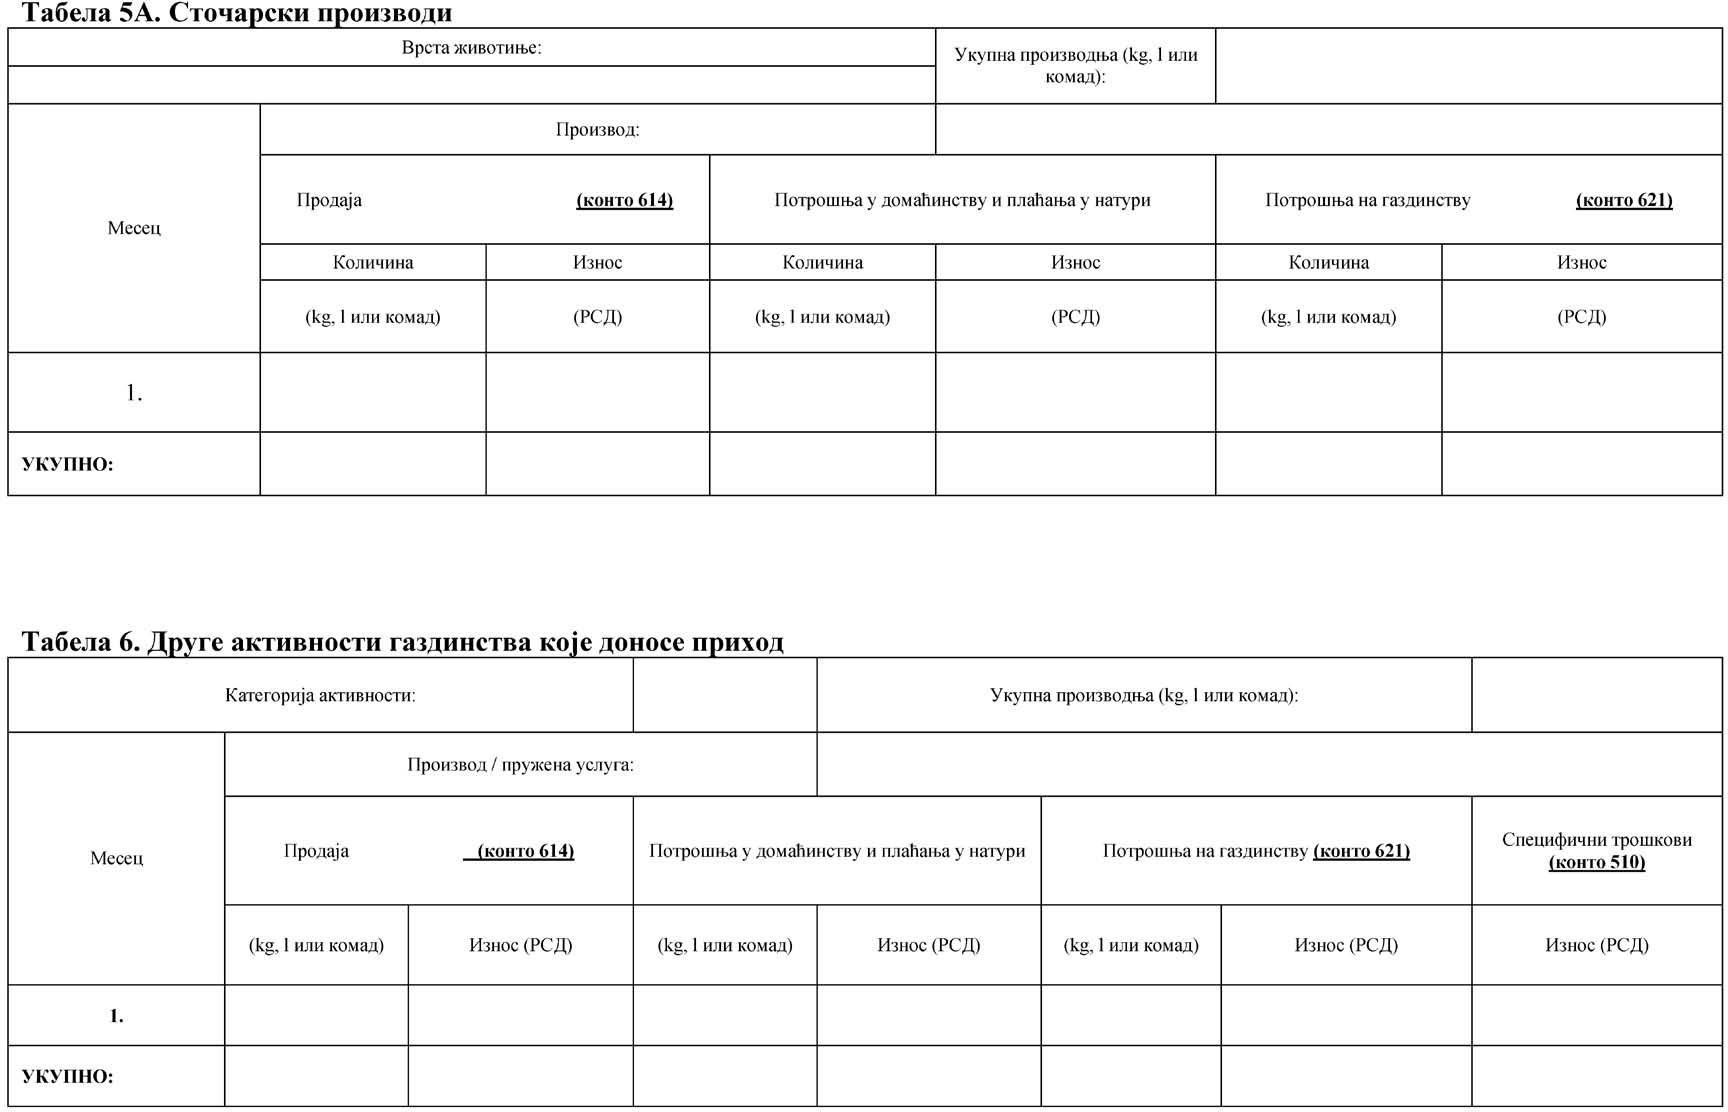 Табела 5А. Сточарски производи
Врста животиње:
Укупна производња (kg, l или
комад):
Производ:
Месец
Продаја (конто 614)
Потрошња у домаћинству и плаћања у натури
Потрошња на газдинству (конто 621)
Количина Износ Количина Износ Количина Износ
(kg, l или комад) (РСД) (kg, l или комад) (РСД) (kg, l или комад) (РСД)
1.
УКУПНО:
Табела 6. Друге активности газдинства које доносе приход
Категорија активности: Укупна производња (kg, l или комад):
Производ / пружена услуга:
Месец
Продаја (конто 614)
Потрошња у домаћинству и плаћања у натури
Потрошња на газдинству (конто 621)
Специфични трошкови
(конто 510)
(kg, l или комад) Износ (РСД) (kg, l или комад) Износ (РСД) (kg, l или комад) Износ (РСД) Износ (РСД)
1.
УКУПНО: